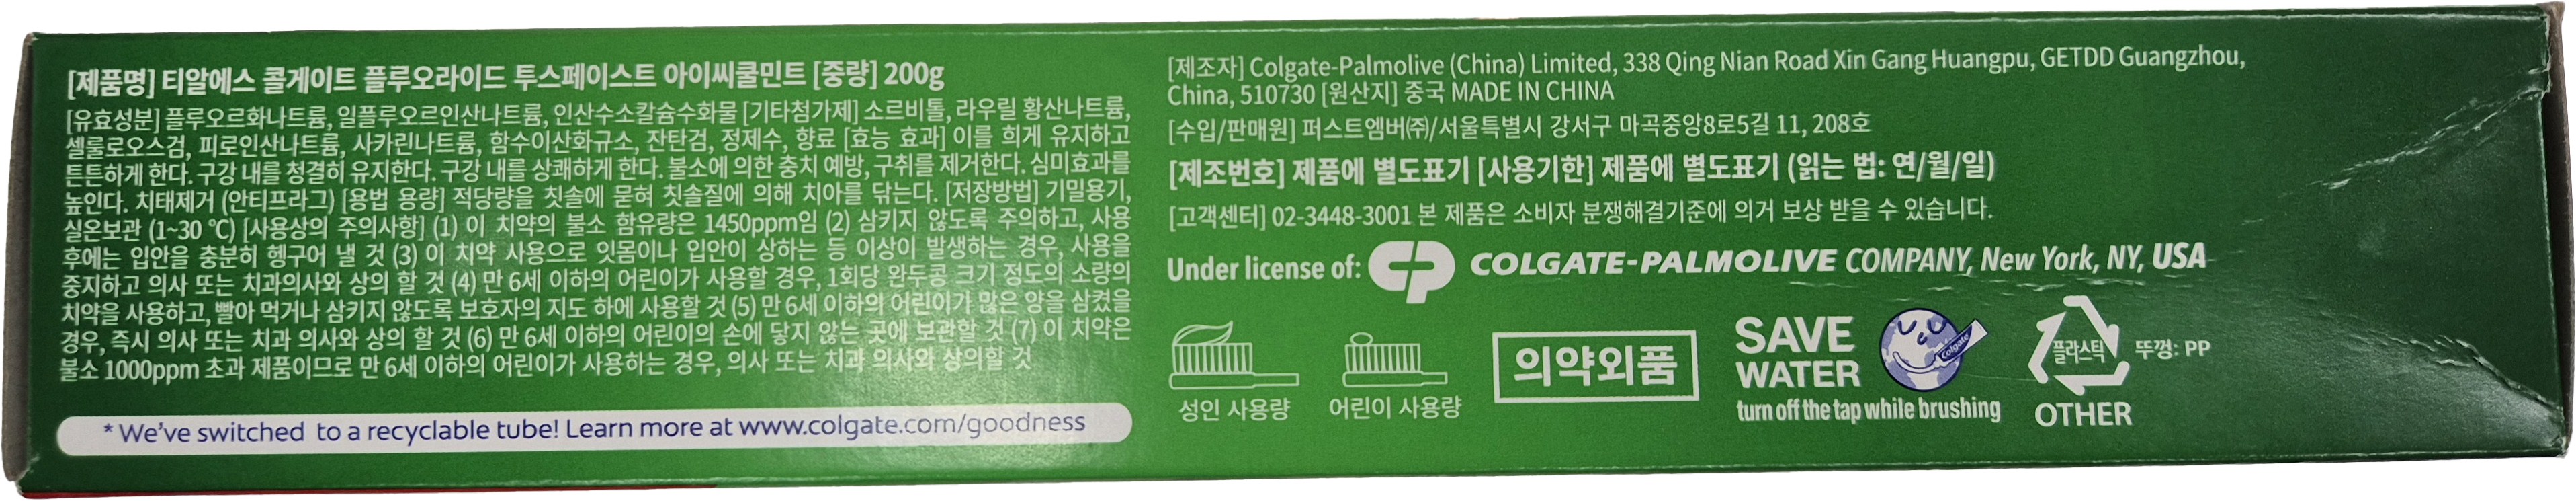 [제품명] 티알에스 콜게이트 플루오라이드 투스페이스트 아이씨쿨민트 [중량] 200g
[유효성분] 플루오르화나트륨, 일플루오르인산나트륨, 인산수소칼슘수화물 [기타첨가제] 소르비톨, 라우릴 황산나트륨,
셀룰로오스검, 피로인산나트륨, 사카린나트륨, 함수이산화규소, 잔탄검, 정제수, 향료 [효능 효과] 이를 희게 유지하고
튼튼하게 한다. 구강 내를 청결히 유지한다. 구강 내를 상쾌하게 한다. 불소에 의한 충치 예방, 구취를 제거한다. 심미효과를
높인다. 치태제거 (안티프라그) [용법 용량] 적당량을 칫솔에 묻혀 칫솔질에 의해 치아를 닦는다. [저장방법] 기밀용기,
실온보관 (1~30 ℃) [사용상의 주의사항] (1) 이 치약의 불소 함유량은 1450ppm임 (2) 삼키지 않도록 주의하고, 사용
후에는 입안을 충분히 헹구어 낼 것 (3) 이 치약 사용으로 잇몸이나 입안이 상하는 등 이상이 발생하는 경우, 사용을
중지하고 의사 또는 치과의사와 상의 할 것 (4) 만 6세 이하의 어린이가 사용할 경우, 1회당 완두콩 크기 정도의 소량의
치약을 사용하고, 빨아 먹거나 삼키지 않도록 보호자의 지도 하에 사용할 것 (5) 만 6세 이하의 어린이가 많은 양을 삼켰을
경우, 즉시 의사 또는 치과 의사와 상의 할 것 (6) 만 6세 이하의 어린이의 손에 닿지 않는 곳에 보관할 것 (7) 이 치약은
불소 1000ppm 초과 제품이므로 만 6세 이하의 어린이가 사용하는 경우, 의사 또는 치과 의사와 상의할 것
* We've switched to a recyclable tube! Learn more at www.colgate.com/goodness
[제조자] Colgate-Palmolive (China) Limited, 338 Qing Nian Road Xin Gang Huangpu, GETDD Guangzhou,
China, 510730 [원산지] 중국 MADE IN CHINA
[수입/판매원] 퍼스트엠버㈜/서울특별시 강서구 마곡중앙8로5길 11, 208호
[제조번호] 제품에 별도표기 [사용기한] 제품에 별도표기 (읽는 법: 연/월/일)
[고객센터] 02-3448-3001 본 제품은 소비자 분쟁해결기준에 의거 보상 받을 수 있습니다.
Under license of: CP COLGATE-PALMOLIVE COMPANY, New York, NY, USA
성인 사용량
어린이 사용량
의약외품
SAVE
WATER
Colgate
turn off the tap while brushing
플라스틱
뚜껑: PP
OTHER